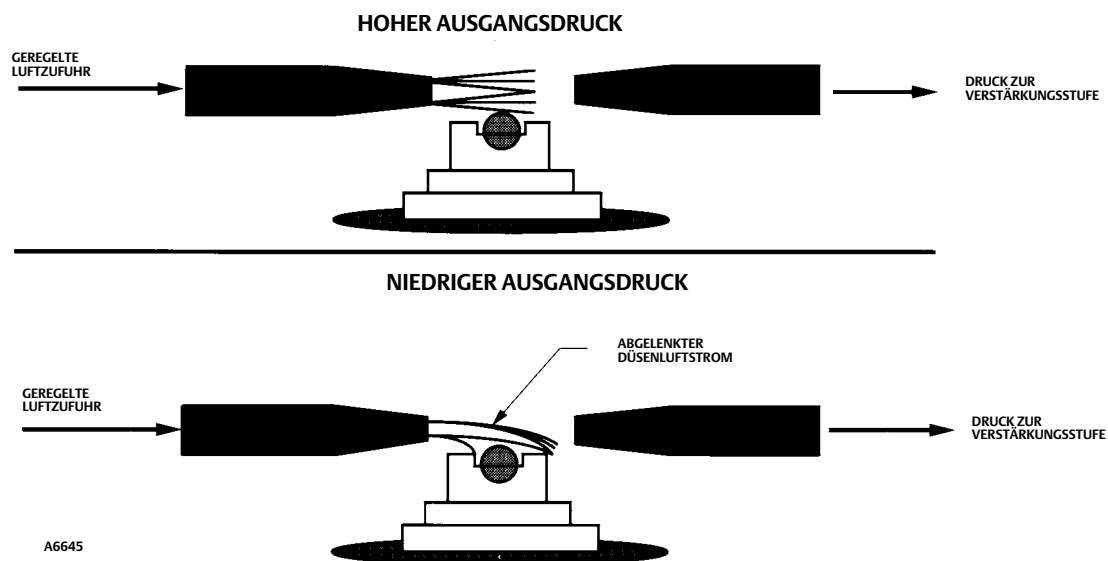 HOHER AUSGANGSDRUCK
GEREGELTE
LUFTZUFUHR
DRUCK ZUR
VERSTÄRKUNGSSTUFE
NIEDRIGER AUSGANGSDRUCK
ABGELENKTER
DÜSENLUFTSTROM
GEREGELTE
LUFTZUFUHR
DRUCK ZUR
VERSTÄRKUNGSSTUFE
A6645